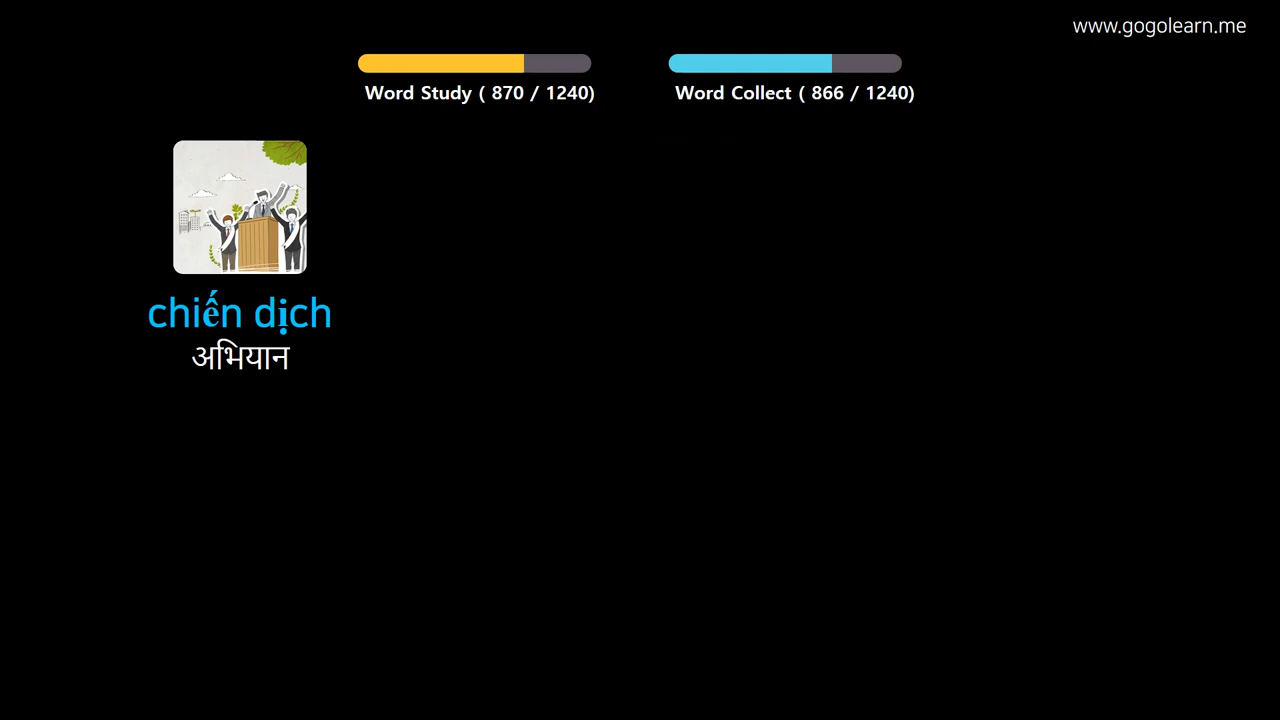 www.gogolearn.me
Word Study ( 870 / 1240)
Word Collect ( 866 / 1240)
chiến dịch
अभियान